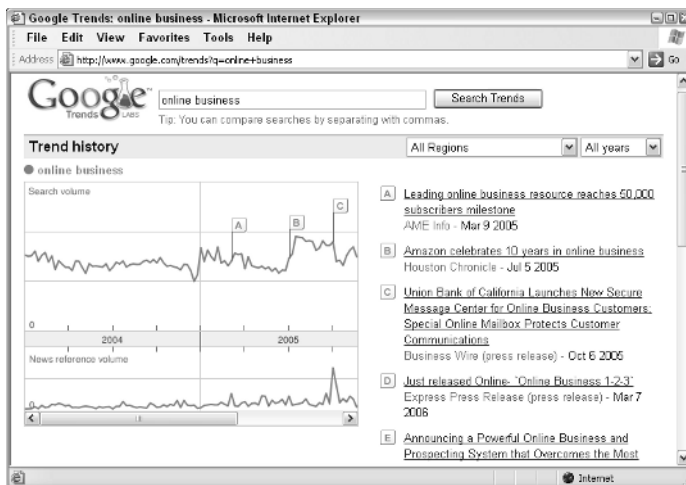 Google Trends: online business - Microsoft Internet Explorer
File Edit View Favorites Tools Help
Address http://www.google.com/trends?q=online+business Go
Google Trends LABS
online business Search Trends
Tip: You can compare searches by separating with commas.
Trend history All Regions All years
online business
Search volume
A
B
C
0
2004 2005
News reference volume
0
A Leading online business resource reaches 50,000
subscribers milestone
AME Info - Mar 9 2005
B Amazon celebrates 10 years in online business
Houston Chronicle - Jul 5 2005
C Union Bank of California Launches New Secure
Message Center for Online Business Customers:
Special Online Mailbox Protects Customer
Communications
Business Wire (press release) - Oct 6 2005
D Just released Online- `Online Business 1-2-3`
Express Press Release (press release) - Mar 7
2006
E Announcing a Powerful Online Business and
Prospecting System that Overcomes the Most
Internet